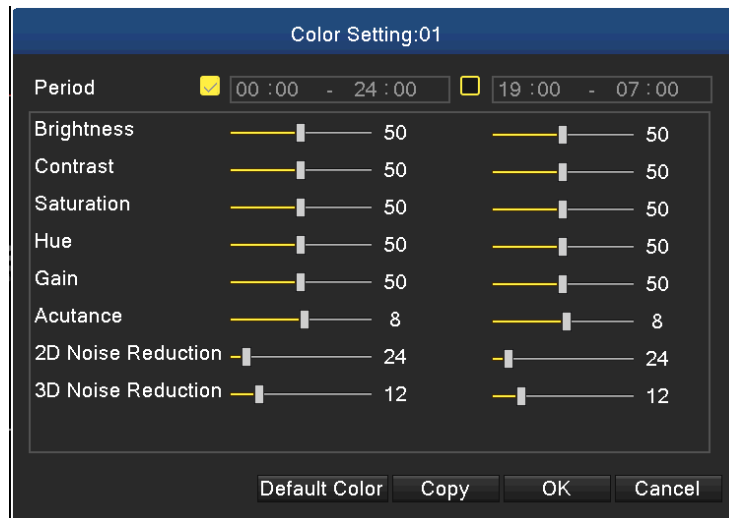 Color Setting:01
Period 00 :00 - 24 : 00 19 :00 - 07 : 00
Brightness 50 50
Contrast 50 50
Saturation 50 50
Hue 50 50
Gain 50 50
Acutance 8 8
2D Noise Reduction 24 24
3D Noise Reduction 12 12
Default Color Copy OK Cancel